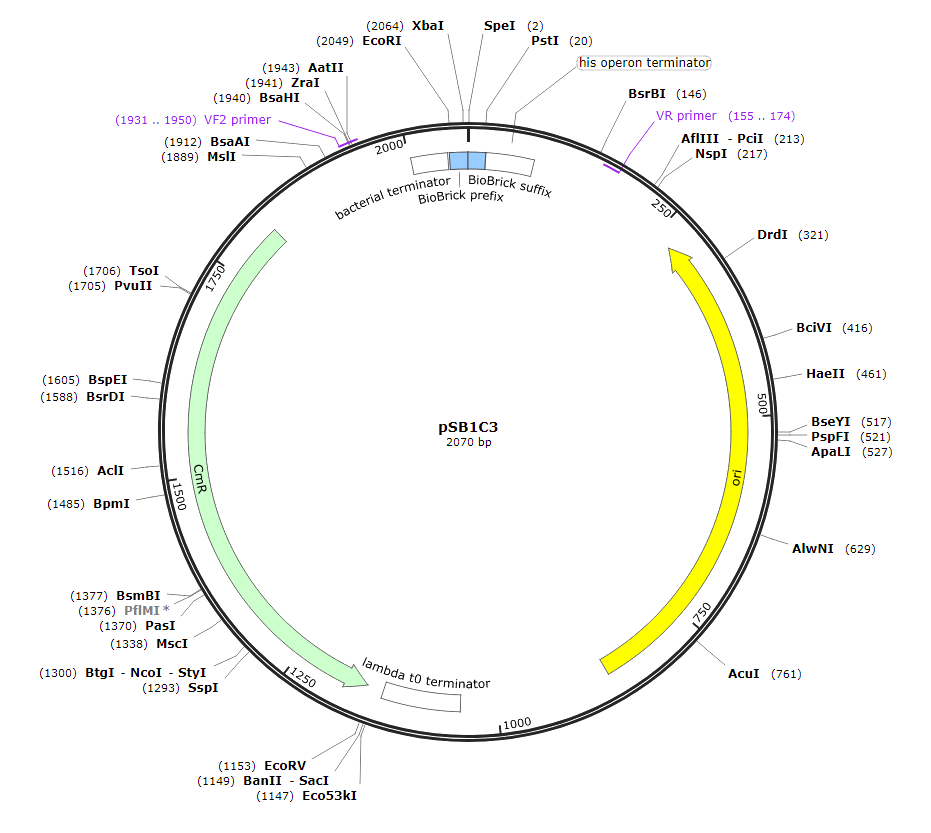 (2064) XbaI
SpeI (2)
(2049) EcoRI
PstI (20)
his operon terminator
(1943) AatII
(1941) ZraI
(1940) BsaHI
(1931 .. 1950) VF2 primer
(1912) BsaAI
(1889) MslI
BsrBI (146)
VR primer (155 .. 174)
AflIII - PciI (213)
NspI (217)
2000
bacterial terminator
BioBrick prefix
BioBrick suffix
250
DrdI (321)
(1706) TsoI
(1705) PvuII
1750
BciVI (416)
HaeII (461)
(1605) BspEI
(1588) BsrDI
500
BseYI (517)
PspFI (521)
ApaLI (527)
pSB1C3
2070 bp
(1516) AclI
CmR
ori
(1485) BpmI
1500
AlwNI (629)
(1377) BsmBI
(1376) PflMI *
(1370) PasI
(1338) MscI
750
(1300) BtgI - NcoI - StyI
(1293) SspI
1250
lambda t0 terminator
AcuI (761)
1000
(1153) EcoRV
(1149) BanII - SacI
(1147) Eco53kI